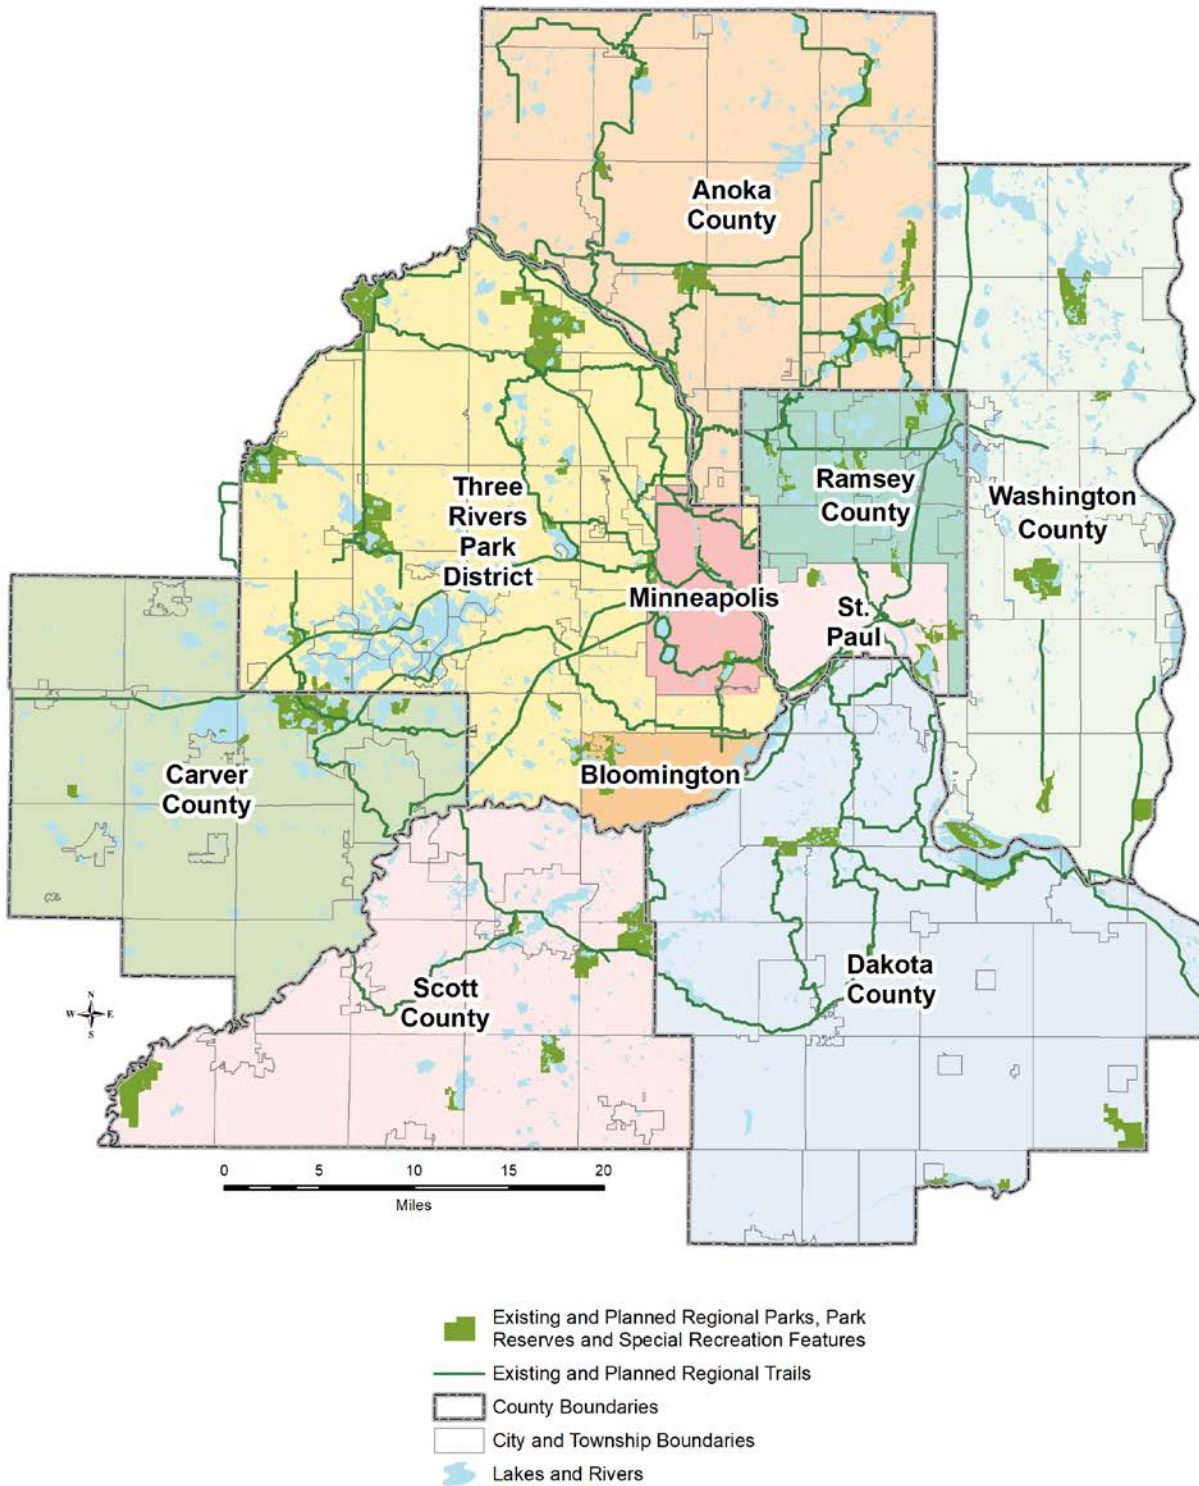 Anoka
County
Three
Rivers
Park
District
Ramsey
County
Washington
County
Minneapolis
St.
Paul
Carver
County
Bloomington
Scott
County
Dakota
County
N
W E
S
0 5 10 15 20
Miles
Existing and Planned Regional Parks, Park
Reserves and Special Recreation Features
Existing and Planned Regional Trails
County Boundaries
City and Township Boundaries
Lakes and Rivers